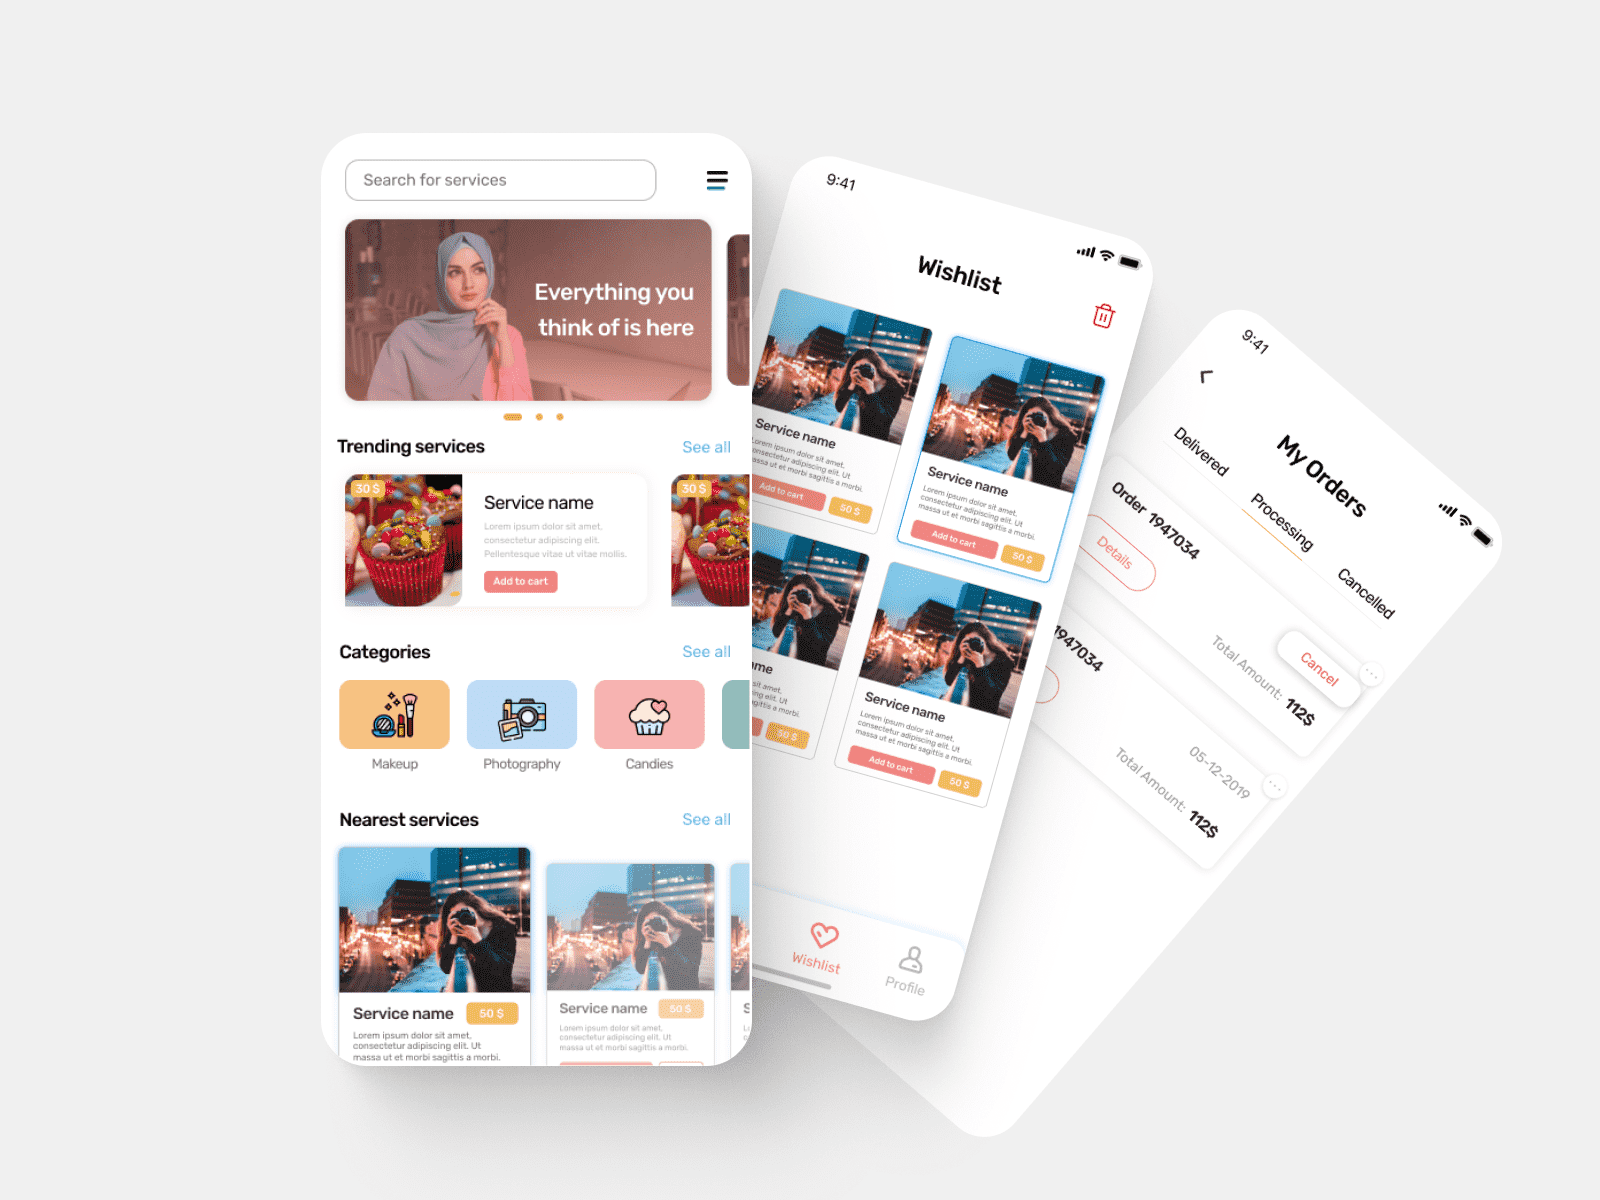 Search for services
Everything you
think of is here
Trending services
See all
30 $
Service name
Lorem ipsum dolor sit amet,
consectetur adipiscing elit.
Pellentesque vitae ut vitae mollis.
Add to cart
30 $
Categories
See all
Makeup
Photography
Candies
Nearest services
See all
Service name
50 $
Lorem ipsum dolor sit amet,
consectetur adipiscing elit. Ut
massa ut et morbi sagittis a morbi.
Service name
50 $
Lorem ipsum dolor sit amet,
consectetur adipiscing elit. Ut
massa ut et morbi sagittis a morbi.
9:41
Wishlist
Service name
Lorem ipsum dolor sit amet,
consectetur adipiscing elit. Ut
massa ut et morbi sagittis a morbi.
Add to cart
50 $
Service name
Lorem ipsum dolor sit amet,
consectetur adipiscing elit. Ut
massa ut et morbi sagittis a morbi.
Add to cart
50 $
sit amet,
elit. Ut
sagittis a morbi.
50 $
Service name
Lorem ipsum dolor sit amet,
consectetur adipiscing elit. Ut
massa ut et morbi sagittis a morbi.
Add to cart
50 $
Wishlist
Profile
9:41
My Orders
Delivered
Processing
Cancelled
Order 1947034
Details
Cancel
Total Amount: 112$
1947034
05-12-2019
Total Amount: 112$